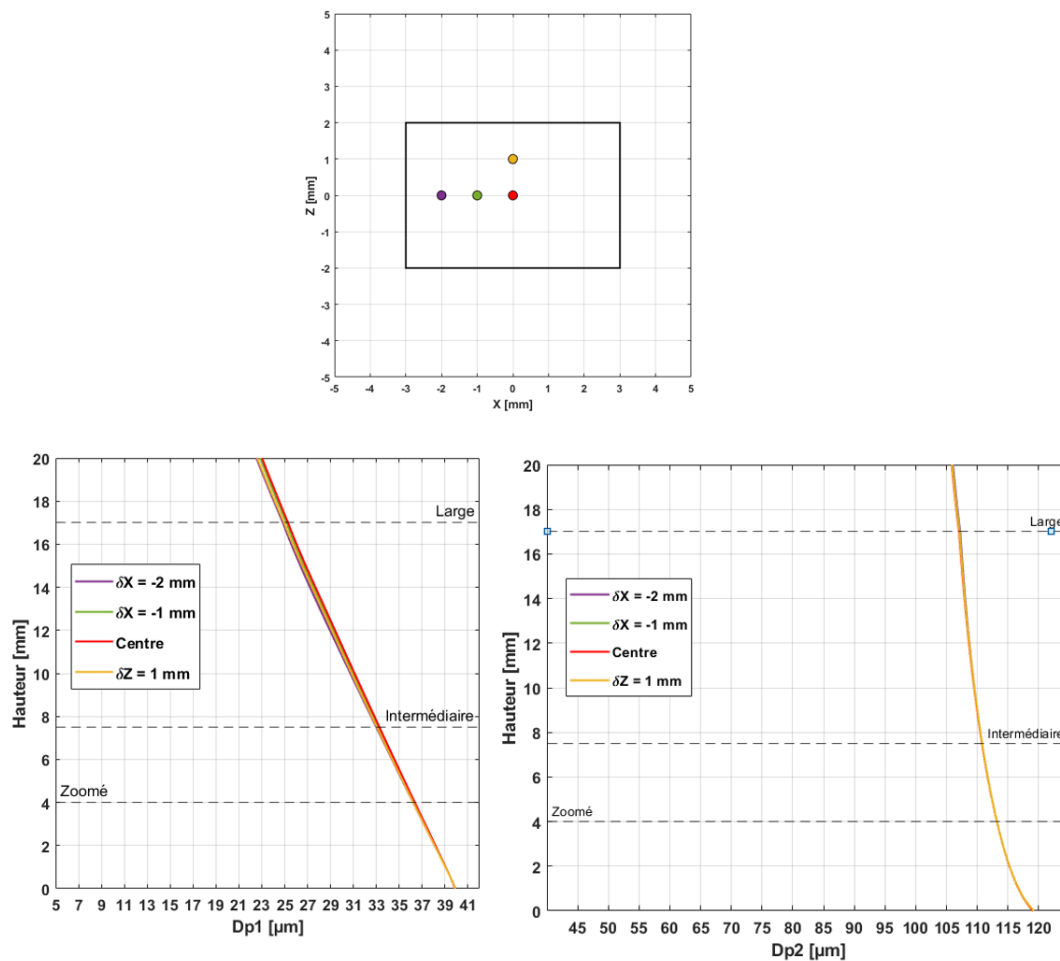 5
4
3
2
1
0
-1
-2
-3
-4
-5
Z [mm]
-5 -4 -3 -2 -1 0 1 2 3 4 5
X [mm]
20
18
16
14
12
10
8
6
4
2
0
Hauteur [mm]
Large
δX = -2 mm
δX = -1 mm
Centre
δZ = 1 mm
Intermédiaire
Zoomé
5 7 9 11 13 15 17 19 21 23 25 27 29 31 33 35 37 39 41
Dp1 [µm]
20
18
16
14
12
10
8
6
4
2
0
Hauteur [mm]
Large
δX = -2 mm
δX = -1 mm
Centre
δZ = 1 mm
Intermédiaire
Zoomé
45 50 55 60 65 70 75 80 85 90 95 100 105 110 115 120
Dp2 [µm]